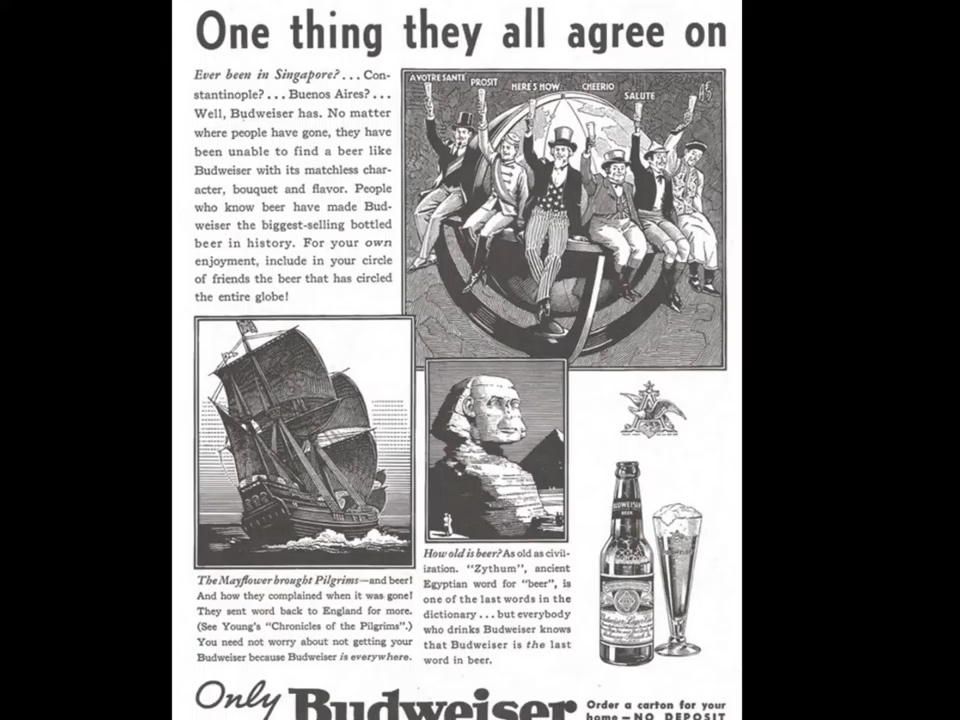 One thing they all agree on
Ever been in Singapore?... Con-
stantinople?... Buenos Aires?...
Well, Budweiser has. No matter
where people have gone, they have
been unable to find a beer like
Budweiser with its matchless char-
acter, bouquet and flavor. People
who know beer have made Bud-
weiser the biggest-selling bottled
beer in history. For your own
enjoyment, include in your circle
of friends the beer that has circled
the entire globe!
A VOTRE SANTÉ
PROSIT
HERE'S HOW
CHEERIO
SALUTE
The Mayflower brought Pilgrims—and beer!
And how they complained when it was gone!
They sent word back to England for more.
(See Young's "Chronicles of the Pilgrims".)
You need not worry about not getting your
Budweiser because Budweiser is everywhere.
How old is beer? As old as civil-
ization. "Zythum", ancient
Egyptian word for "beer", is
one of the last words in the
dictionary... but everybody
who drinks Budweiser knows
that Budweiser is the last
word in beer.
BUDWEISER
BEER
Only Budweiser
Order a carton for your
home—NO DEPOSIT